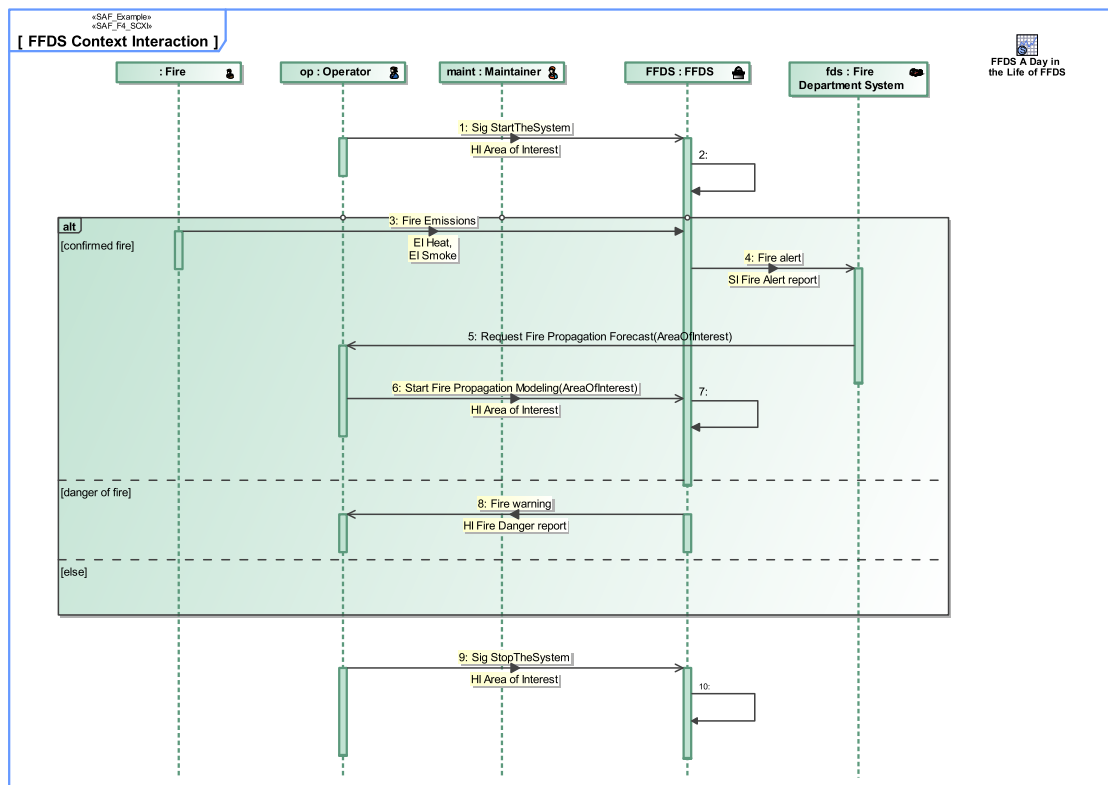 «SAF_Example»
«SAF_F4_SCXI»
[ FFDS Context Interaction ]
FFDS A Day in
the Life of FFDS
: Fire
op : Operator
maint : Maintainer
FFDS : FFDS
fds : Fire
Department System
1: Sig StartTheSystem
HI Area of Interest
2:
alt
[confirmed fire]
3: Fire Emissions
EI Heat,
EI Smoke
4: Fire alert
SI Fire Alert report
5: Request Fire Propagation Forecast(AreaOfInterest)
6: Start Fire Propagation Modeling(AreaOfInterest)
HI Area of Interest
7:
[danger of fire]
8: Fire warning
HI Fire Danger report
[else]
9: Sig StopTheSystem
HI Area of Interest
10: